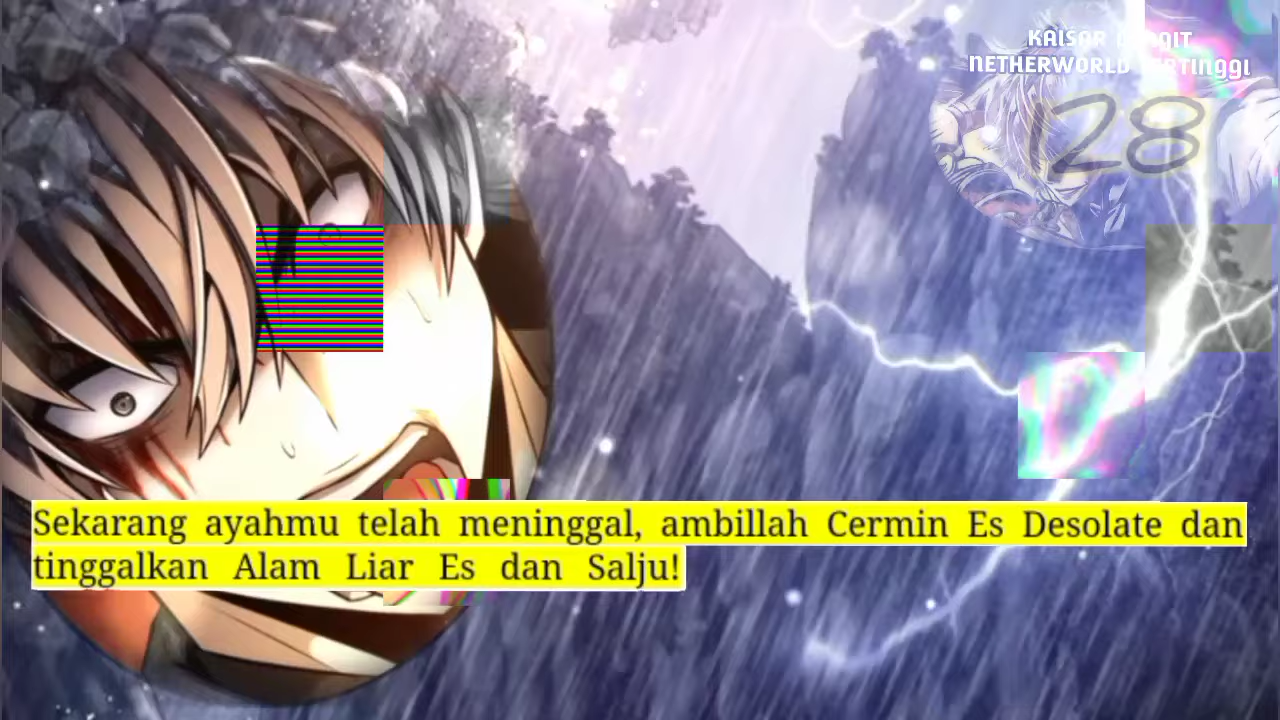 KAISAR
NETHERWORLD
128
Sekarang ayahmu telah meninggal, ambillah Cermin Es Desolate dan
tinggalkan Alam Liar Es dan Salju!